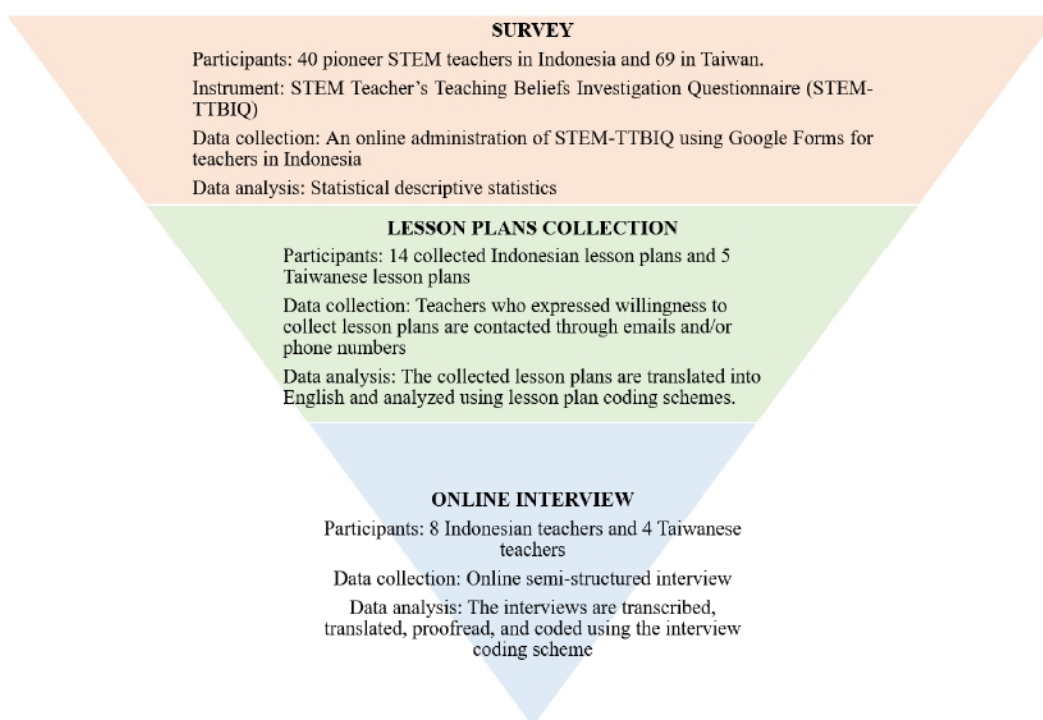 SURVEY
Participants: 40 pioneer STEM teachers in Indonesia and 69 in Taiwan.
Instrument: STEM Teacher's Teaching Beliefs Investigation Questionnaire (STEM-
TTBIQ)
Data collection: An online administration of STEM-TTBIQ using Google Forms for
teachers in Indonesia
Data analysis: Statistical descriptive statistics
LESSON PLANS COLLECTION
Participants: 14 collected Indonesian lesson plans and 5
Taiwanese lesson plans
Data collection: Teachers who expressed willingness to
collect lesson plans are contacted through emails and/or
phone numbers
Data analysis: The collected lesson plans are translated into
English and analyzed using lesson plan coding schemes.
ONLINE INTERVIEW
Participants: 8 Indonesian teachers and 4 Taiwanese
teachers
Data collection: Online semi-structured interview
Data analysis: The interviews are transcribed,
translated, proofread, and coded using the interview
coding scheme